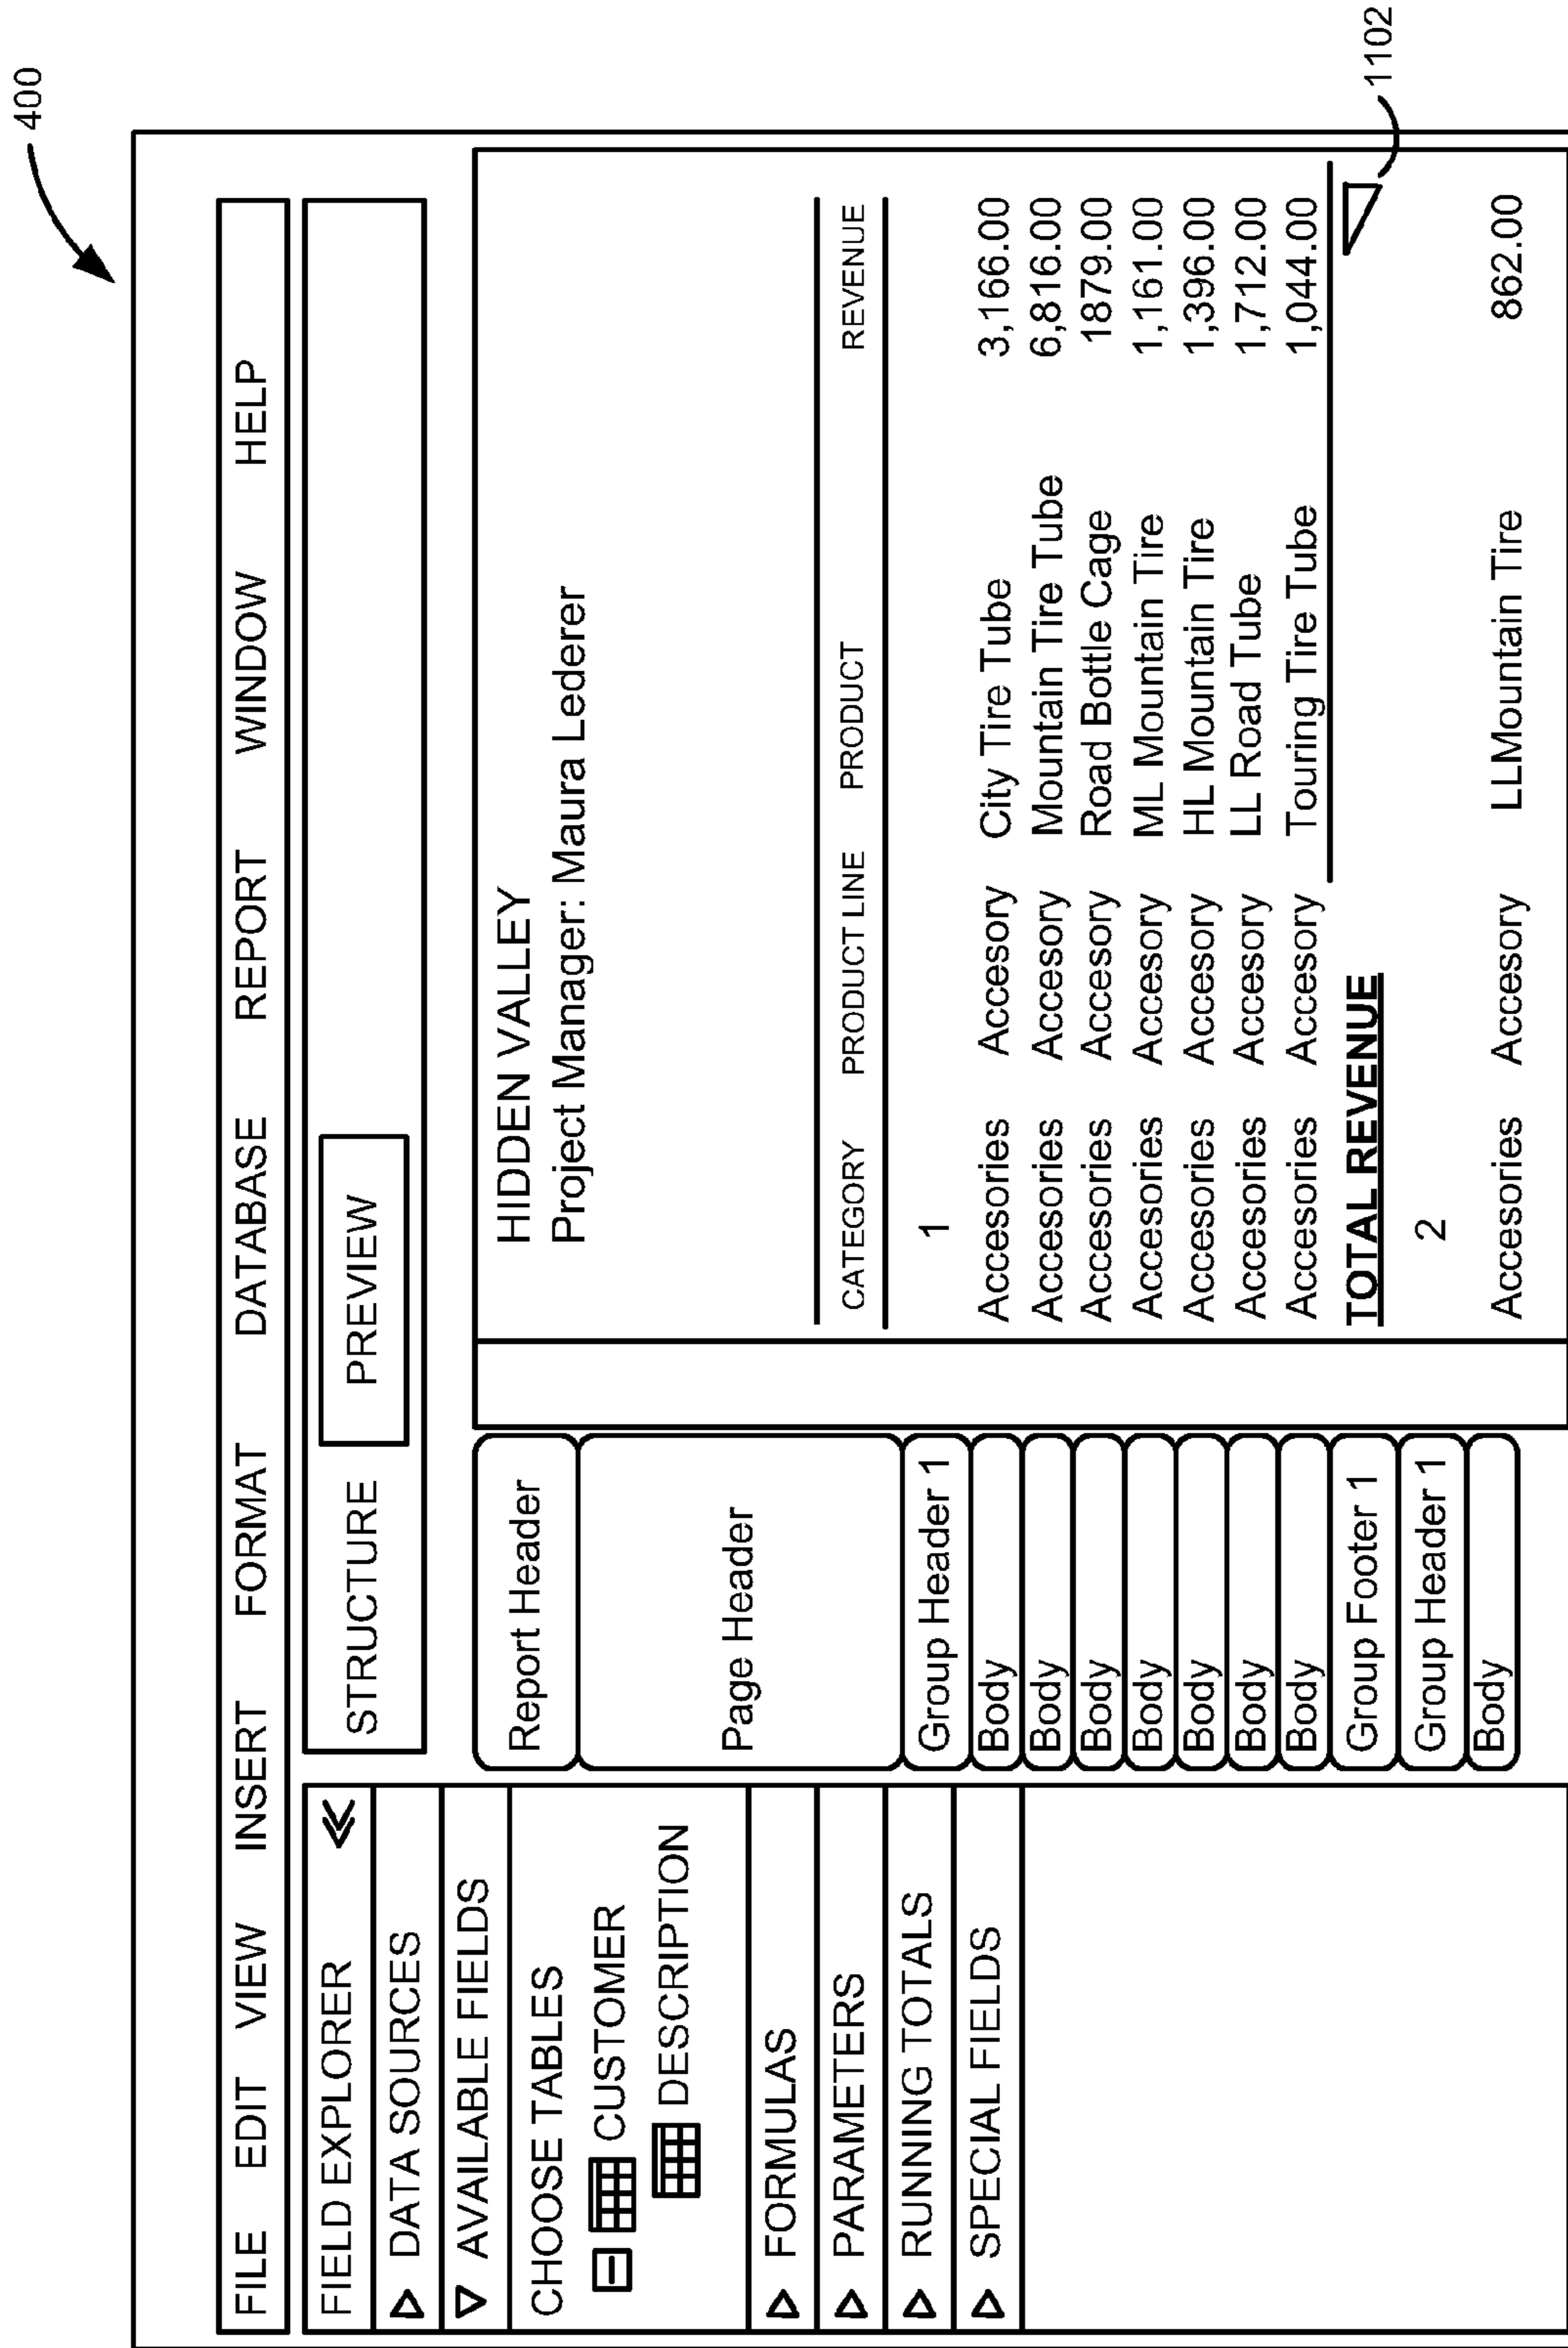 400
FILE EDIT VIEW INSERT FORMAT DATABASE REPORT WINDOW HELP
FIELD EXPLORER
DATA SOURCES
AVAILABLE FIELDS
CHOOSE TABLES
CUSTOMER
DESCRIPTION
FORMULAS
PARAMETERS
RUNNING TOTALS
SPECIAL FIELDS
STRUCTURE PREVIEW
Report Header
Page Header
Group Header 1
Body
Body
Body
Body
Body
Body
Body
Group Footer 1
Group Header 1
Body
HIDDEN VALLEY
Project Manager: Maura Lederer
CATEGORY PRODUCT LINE PRODUCT REVENUE
1
Accesories Accesory City Tire Tube 3,166.00
Accesories Accesory Mountain Tire Tube 6,816.00
Accesories Accesory Road Bottle Cage 1879.00
Accesories Accesory ML Mountain Tire 1,161.00
Accesories Accesory HL Mountain Tire 1,396.00
Accesories Accesory LL Road Tube 1,712.00
Accesories Accesory Touring Tire Tube 1,044.00
TOTAL REVENUE
1102
2
Accesories Accesory LLMountain Tire 862.00